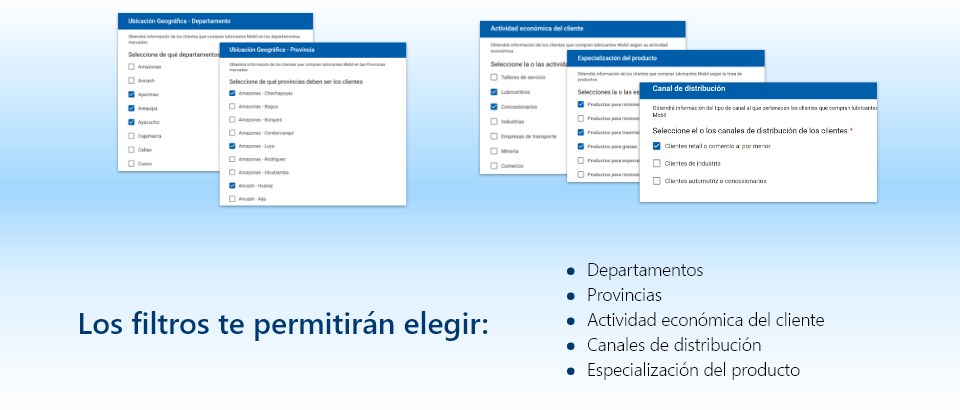 Ubicación Geográfica - Departamento
Obtendrá información de los clientes que compran lubricantes Mobil en los departamentos
marcados
Seleccione de qué departamentos
Amazonas
Ancash
Apurímac
Arequipa
Ayacucho
Cajamarca
Callao
Cusco
Ubicación Geográfica - Provincia
Obtendrá información de los clientes que compran lubricantes Mobil en las Provincias
marcadas
Seleccione de qué provincias deben ser los clientes
Amazonas - Chachapoyas
Amazonas - Bagua
Amazonas - Bongará
Amazonas - Condorcanqui
Amazonas - Luya
Amazonas - Rodríguez
Amazonas - Utcubamba
Ancash - Huaraz
Ancash - Aija
Actividad económica del cliente
Obtendrá información de los clientes que compran lubricantes Mobil según su actividad
económica
Seleccione la o las activida
Talleres de servicio
Lubricentros
Concesionarios
Industrias
Empresas de transporte
Minería
Comercio
Especialización del producto
Obtendrá información de los clientes que compran lubricantes Mobil según la línea de
productos
Selecciones la o las es
Productos para motores
Productos para motores
Productos para transmis
Productos para grasas
Productos para especia
Productos para motores
Canal de distribución
Obtendrá información del tipo de canal al que pertenecen los clientes que compran lubricantes
Mobil
Seleccione el o los canales de distribución de los clientes *
Clientes retail o comercio al por menor
Clientes de industria
Clientes automotriz o concesionarios
Los filtros te permitirán elegir:
● Departamentos
● Provincias
● Actividad económica del cliente
● Canales de distribución
● Especialización del producto